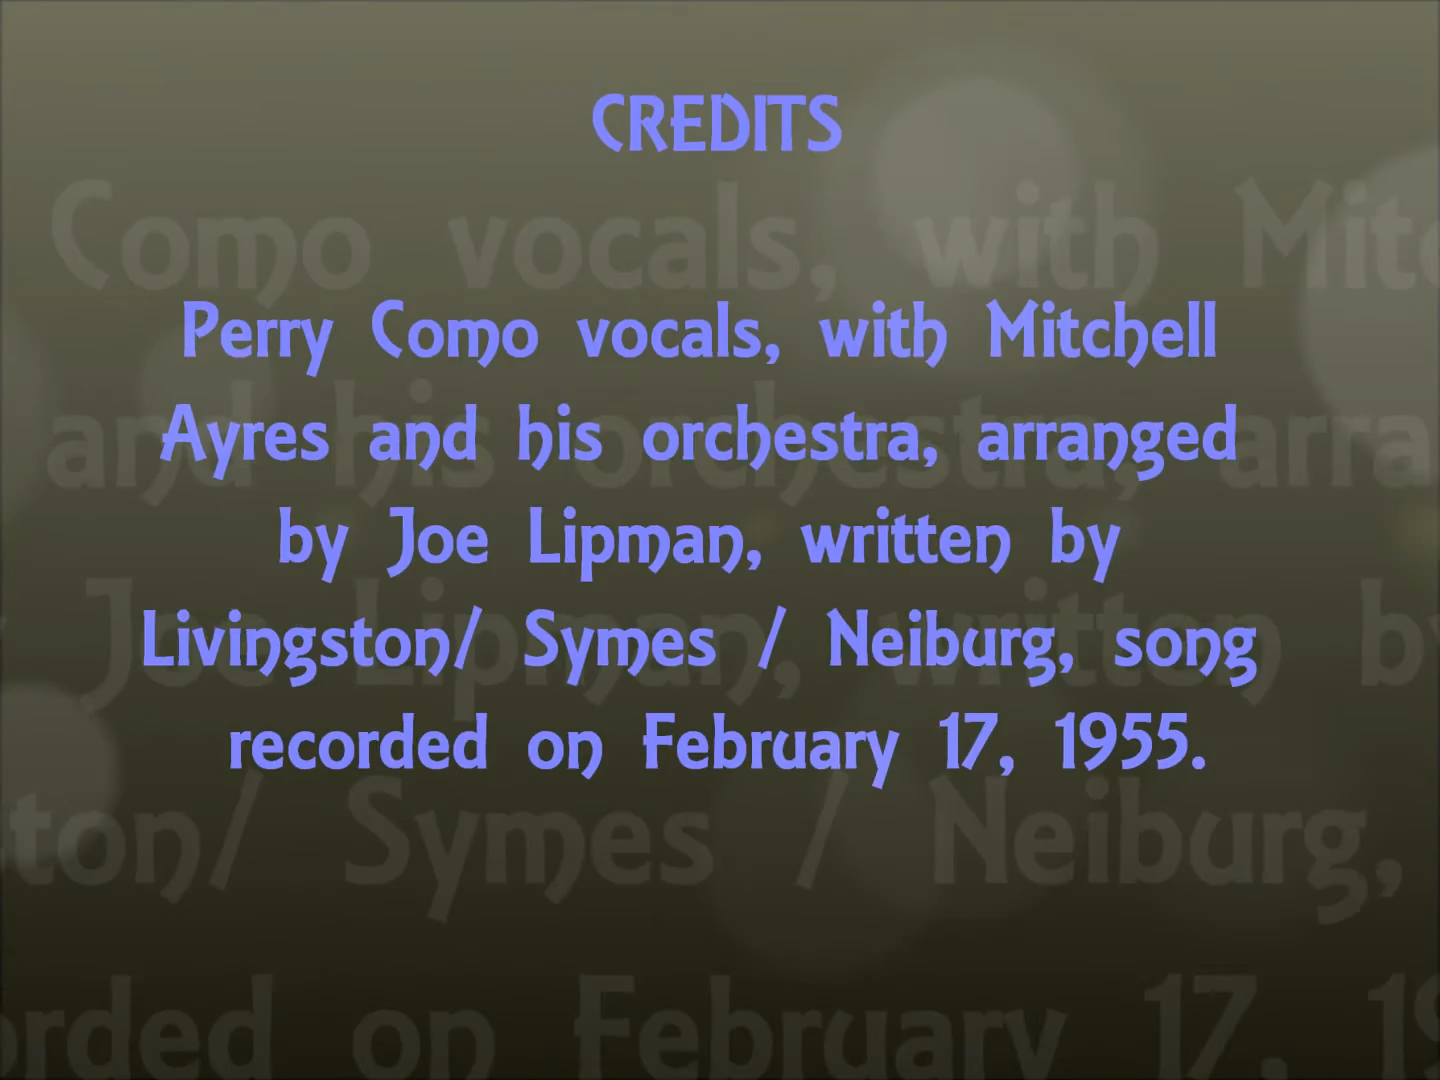 CREDITS
Perry Como vocals, with Mitchell
Ayres and his orchestra, arranged
by Joe Lipman, written by
Livingston/ Symes / Neiburg, song
recorded on February 17, 1955.